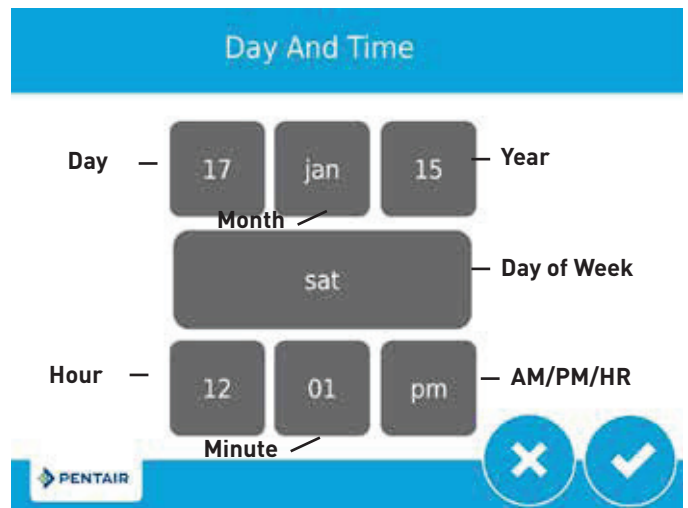 Day And Time
Day 17 jan 15 Year
Month
sat Day of Week
Hour 12 01 pm AM/PM/HR
Minute
PENTAIR